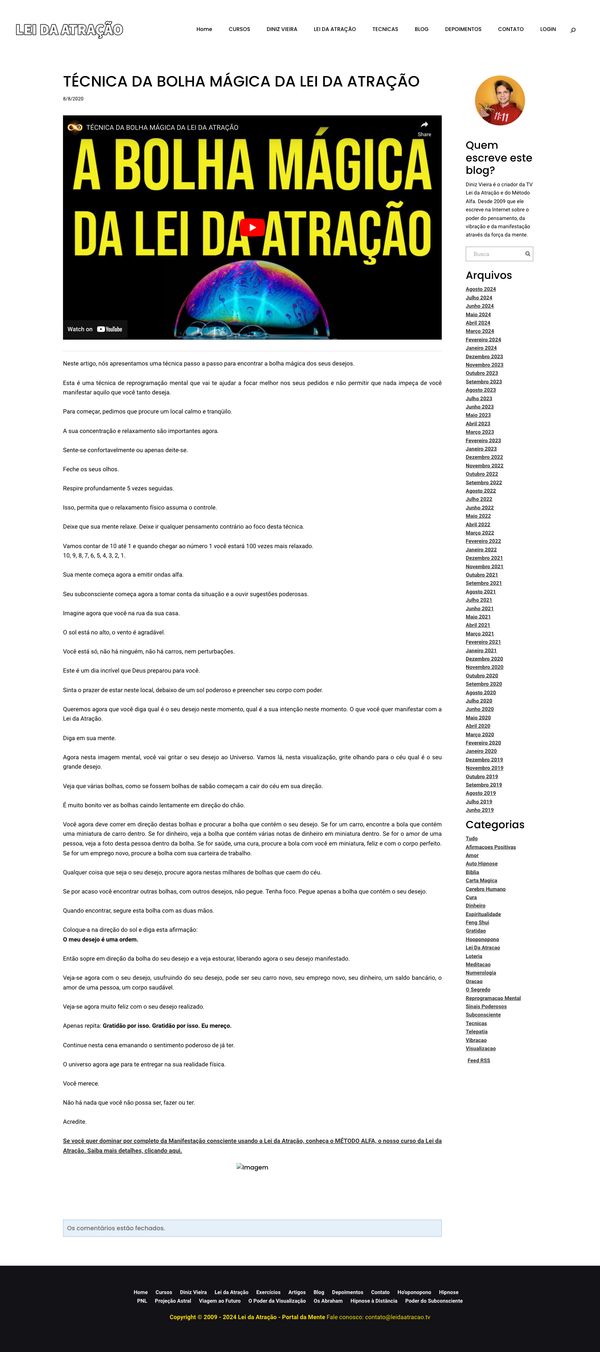 LEI DA ATRAÇÃO
Home CURSOS DINIZ VIEIRA LEI DA ATRAÇÃO TECNICAS BLOG DEPOIMENTOS CONTATO LOGIN
TÉCNICA DA BOLHA MÁGICA DA LEI DA ATRAÇÃO
8/8/2020
TÉCNICA DA BOLHA MÁGICA DA LEI DA ATRAÇÃO
Share
A BOLHA MÁGICA
DA LEI DA ATRAÇÃO
Watch on YouTube
Neste artigo, nós apresentamos uma técnica passo a passo para encontrar a bolha mágica dos seus desejos.
Esta é uma técnica de reprogramação mental que vai te ajudar a focar melhor nos seus pedidos e não permitir que nada impeça de você
manifestar aquilo que você tanto deseja.
Para começar, pedimos que procure um local calmo e tranqüilo.
A sua concentração e relaxamento são importantes agora.
Sente-se confortavelmente ou apenas deite-se.
Feche os seus olhos.
Respire profundamente 5 vezes seguidas.
Isso, permita que o relaxamento físico assuma o controle.
Deixe que sua mente relaxe. Deixe ir qualquer pensamento contrário ao foco desta técnica.
Vamos contar de 10 até 1 e quando chegar ao número 1 você estará 100 vezes mais relaxado.
10, 9, 8, 7, 6, 5, 4, 3, 2, 1.
Sua mente começa agora a emitir ondas alfa.
Seu subconsciente começa agora a tomar conta da situação e a ouvir sugestões poderosas.
Imagine agora que você na rua da sua casa.
O sol está no alto, o vento é agradável.
Você está só, não há ninguém, não há carros, nem perturbações.
Este é um dia incrível que Deus preparou para você.
Sinta o prazer de estar neste local, debaixo de um sol poderoso e preencher seu corpo com poder.
Queremos agora que você diga qual é o seu desejo neste momento, qual é a sua intenção neste momento. O que você quer manifestar com a
Lei da Atração.
Diga em sua mente.
Agora nesta imagem mental, você vai gritar o seu desejo ao Universo. Vamos lá, nesta visualização, grite olhando para o céu qual é o seu
grande desejo.
Veja que várias bolhas, como se fossem bolhas de sabão começam a cair do céu em sua direção.
É muito bonito ver as bolhas caindo lentamente em direção do chão.
Você agora deve correr em direção destas bolhas e procurar a bolha que contém o seu desejo. Se for um carro, encontre a bola que contém
uma miniatura de carro dentro. Se for dinheiro, veja a bolha que contém várias notas de dinheiro em miniatura dentro. Se for o amor de uma
pessoa, veja a foto desta pessoa dentro da bolha. Se for saúde, uma cura, procure a bola com você em miniatura, feliz e com o corpo perfeito.
Se for um emprego novo, procure a bolha com sua carteira de trabalho.
Qualquer coisa que seja o seu desejo, procure agora nestas milhares de bolhas que caem do céu.
Se por acaso você encontrar outras bolhas, com outros desejos, não pegue. Tenha foco. Pegue apenas a bolha que contém o seu desejo.
Quando encontrar, segure esta bolha com as duas mãos.
Coloque-a na direção do sol e diga esta afirmação:
O meu desejo é uma ordem.
Então sopre em direção da bolha do seu desejo e a veja estourar, liberando agora o seu desejo manifestado.
Veja-se agora com o seu desejo, usufruindo do seu desejo, pode ser seu carro novo, seu emprego novo, seu dinheiro, um saldo bancário, o
amor de uma pessoa, um corpo saudável.
Veja-se agora muito feliz com o seu desejo realizado.
Apenas repita: Gratidão por isso. Gratidão por isso. Eu mereço.
Continue nesta cena emanando o sentimento poderoso de já ter.
O universo agora age para te entregar na sua realidade física.
Você merece.
Não há nada que você não possa ser, fazer ou ter.
Acredite.
Se você quer dominar por completo da Manifestação consciente usando a Lei da Atração, conheça o MÉTODO ALFA, o nosso curso da Lei da
Atração. Saiba mais detalhes, clicando aqui.
Imagem
Os comentários estão fechados.
11:11
Quem
escreve este
blog?
Diniz Vieira é o criador da TV
Lei da Atração e do Método
Alfa. Desde 2009 que ele
escreve na Internet sobre o
poder do pensamento, da
vibração e da manifestação
através da força da mente.
Busca
Arquivos
Agosto 2024
Julho 2024
Junho 2024
Maio 2024
Abril 2024
Março 2024
Fevereiro 2024
Janeiro 2024
Dezembro 2023
Novembro 2023
Outubro 2023
Setembro 2023
Agosto 2023
Julho 2023
Junho 2023
Maio 2023
Abril 2023
Março 2023
Fevereiro 2023
Janeiro 2023
Dezembro 2022
Novembro 2022
Outubro 2022
Setembro 2022
Agosto 2022
Julho 2022
Junho 2022
Maio 2022
Abril 2022
Março 2022
Fevereiro 2022
Janeiro 2022
Dezembro 2021
Novembro 2021
Outubro 2021
Setembro 2021
Agosto 2021
Julho 2021
Junho 2021
Maio 2021
Abril 2021
Março 2021
Fevereiro 2021
Janeiro 2021
Dezembro 2020
Novembro 2020
Outubro 2020
Setembro 2020
Agosto 2020
Julho 2020
Junho 2020
Maio 2020
Abril 2020
Março 2020
Fevereiro 2020
Janeiro 2020
Dezembro 2019
Novembro 2019
Outubro 2019
Setembro 2019
Agosto 2019
Julho 2019
Junho 2019
Categorias
Tudo
Afirmacoes Positivas
Amor
Auto Hipnose
Biblia
Carta Magica
Cerebro Humano
Cura
Dinheiro
Espiritualidade
Feng Shui
Gratidao
Hooponopono
Lei Da Atracao
Loteria
Meditacao
Numerologia
Oracao
O Segredo
Reprogramacao Mental
Sinais Poderosos
Subconsciente
Tecnicas
Telepatia
Vibracao
Visualizacao
Feed RSS
Home Cursos Diniz Vieira Lei da Atração Exercícios Artigos Blog Depoimentos Contato Ho'oponopono Hipnose
PNL Projeção Astral Viagem ao Futuro O Poder da Visualização Os Abraham Hipnose à Distância Poder do Subconsciente
Copyright © 2009 - 2024 Lei da Atração - Portal da Mente Fale conosco: contato@leidaatracao.tv